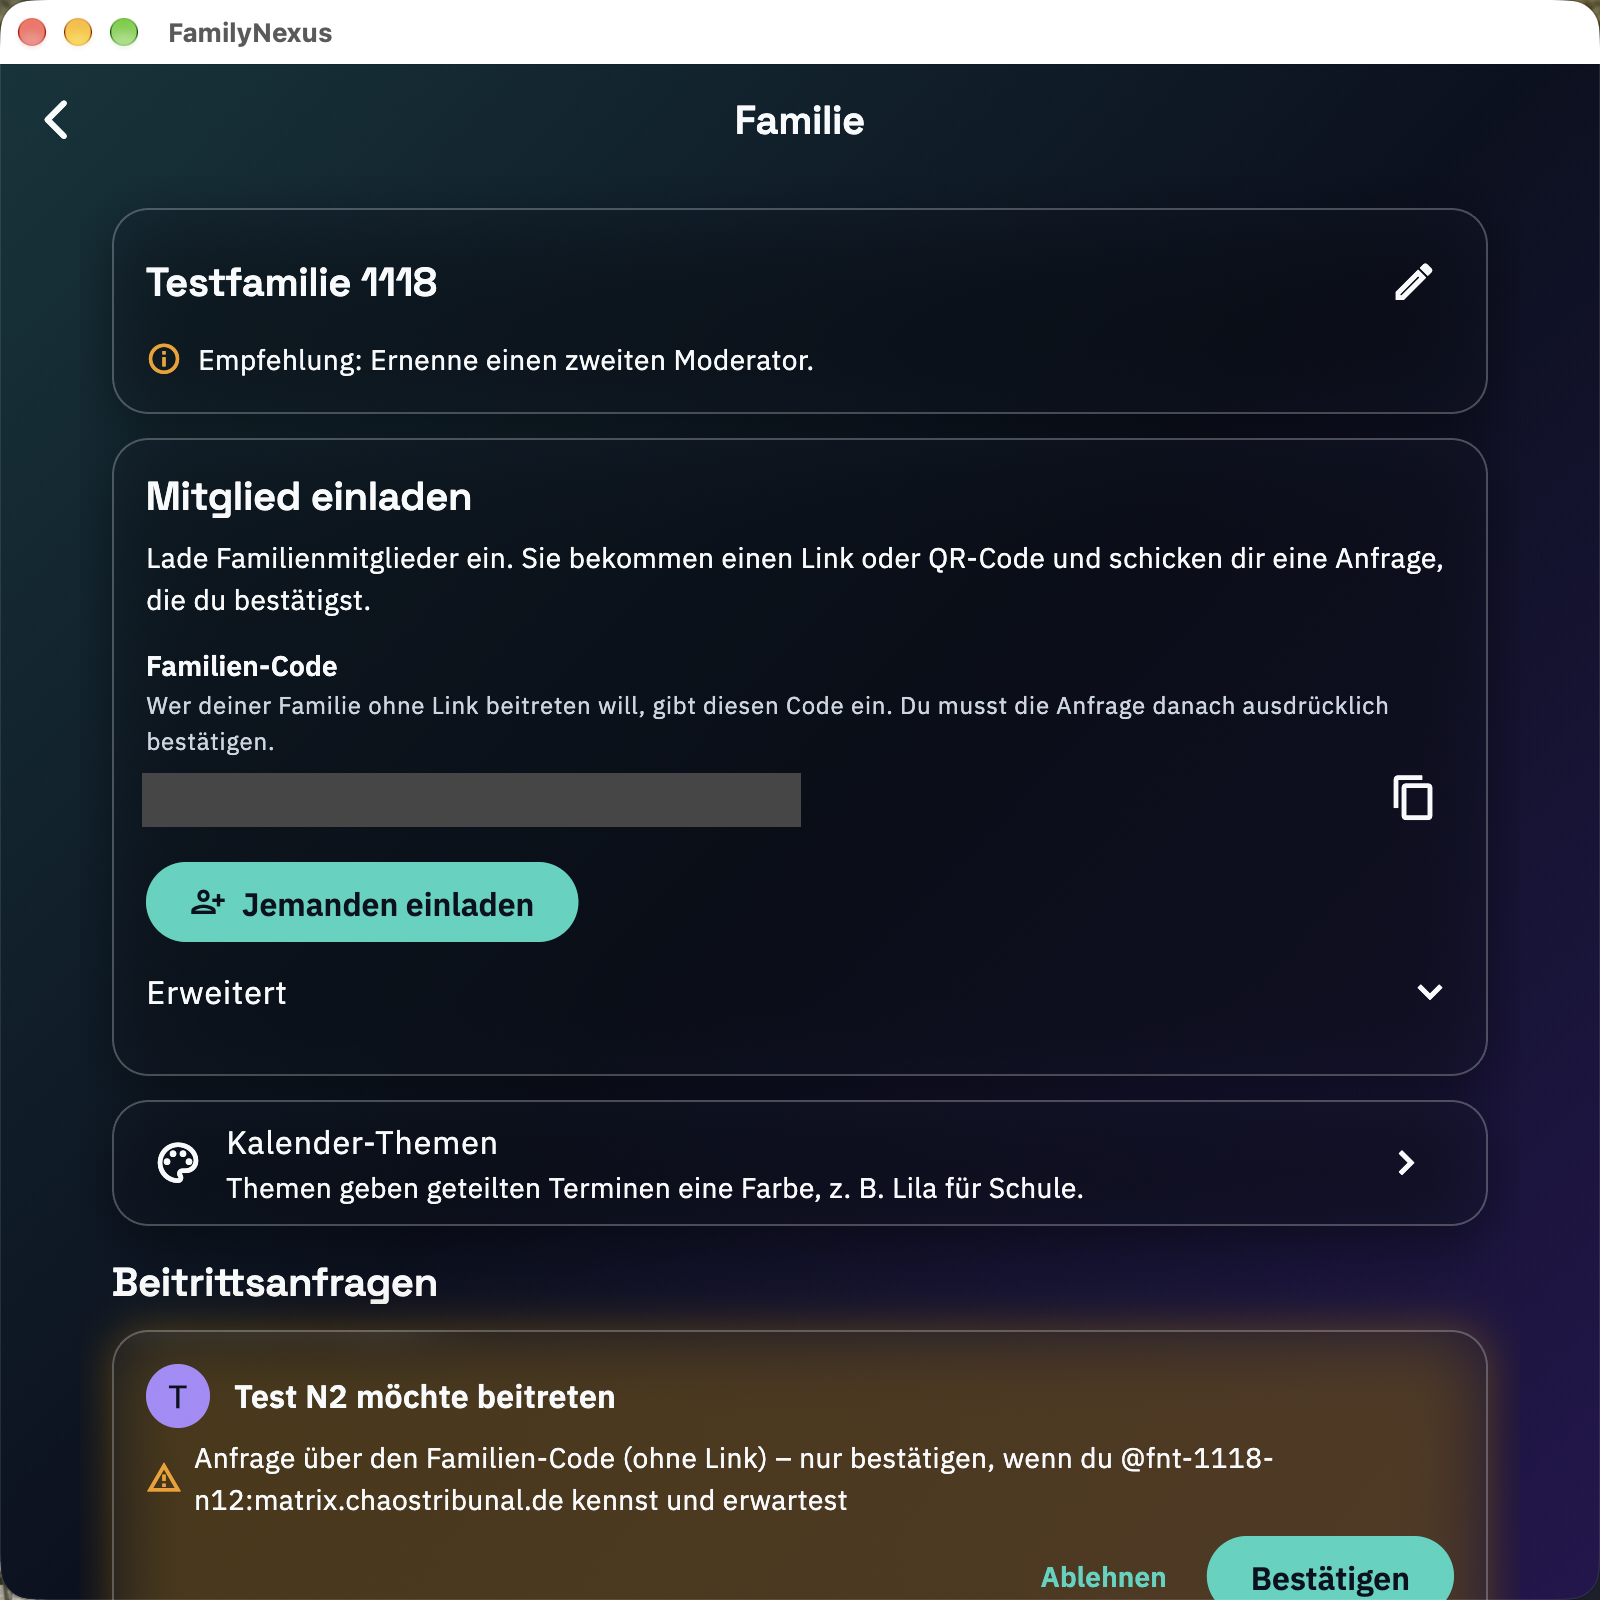 FamilyNexus
Familie
Testfamilie 1118
Empfehlung: Ernenne einen zweiten Moderator.
Mitglied einladen
Lade Familienmitglieder ein. Sie bekommen einen Link oder QR-Code und schicken dir eine Anfrage,
die du bestätigst.
Familien-Code
Wer deiner Familie ohne Link beitreten will, gibt diesen Code ein. Du musst die Anfrage danach ausdrücklich
bestätigen.
Jemanden einladen
Erweitert
Kalender-Themen
Themen geben geteilten Terminen eine Farbe, z. B. Lila für Schule.
Beitrittsanfragen
T
Test N2 möchte beitreten
Anfrage über den Familien-Code (ohne Link) – nur bestätigen, wenn du @fnt-1118-
n12:matrix.chaostribunal.de kennst und erwartest
Ablehnen
Bestätigen